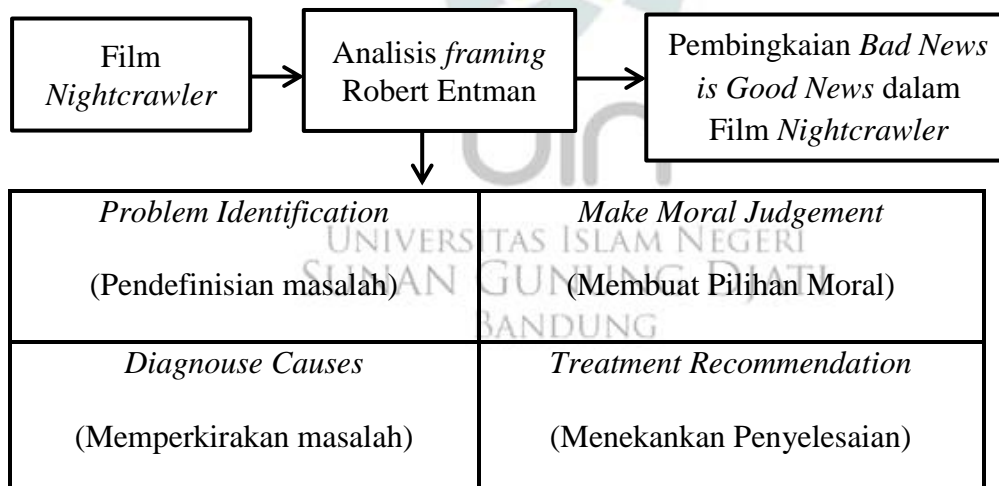 Film
Nightcrawler
Analisis framing
Robert Entman
Pembingkaian Bad News
is Good News dalam
Film Nightcrawler
uin
Problem Identification
(Pendefinisian masalah)
Make Moral Judgement
(Membuat Pilihan Moral)
UNIVERSITAS ISLAM NEGERI
SUNAN GUNUNG DJATI
BANDUNG
Diagnouse Causes
(Memperkirakan masalah)
Treatment Recommendation
(Menekankan Penyelesaian)